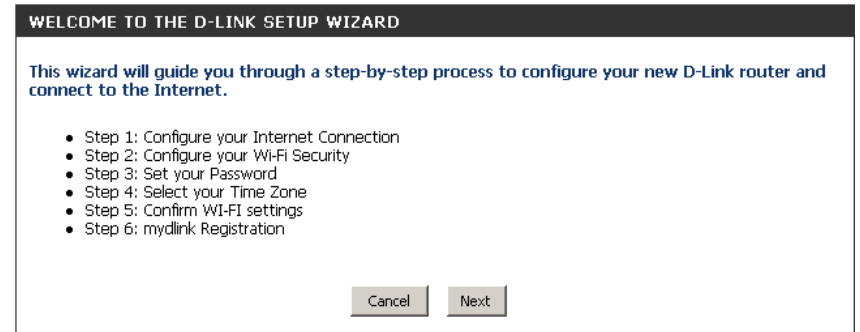 WELCOME TO THE D-LINK SETUP WIZARD
This wizard will guide you through a step-by-step process to configure your new D-Link router and
connect to the Internet.
• Step 1: Configure your Internet Connection
• Step 2: Configure your Wi-Fi Security
• Step 3: Set your Password
• Step 4: Select your Time Zone
• Step 5: Confirm WI-FI settings
• Step 6: mydlink Registration
Cancel Next